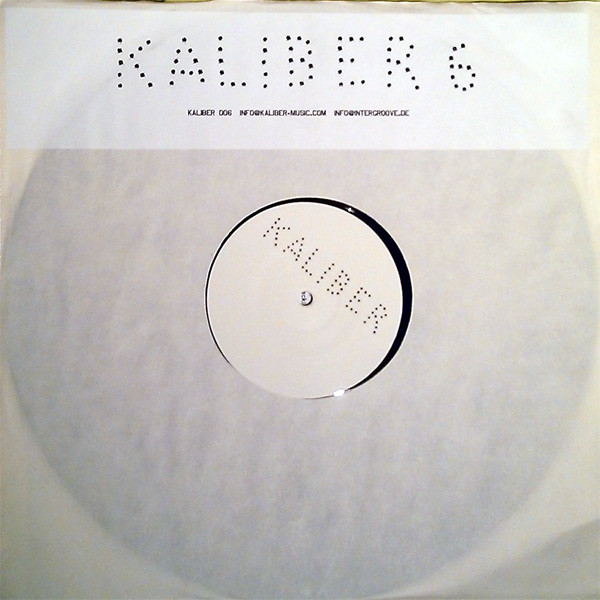 KALIBER 6
KALIBER 006 INFO@KALIBER-MUSIC.COM INFO@INTERGROOVE.DE
KALIBER